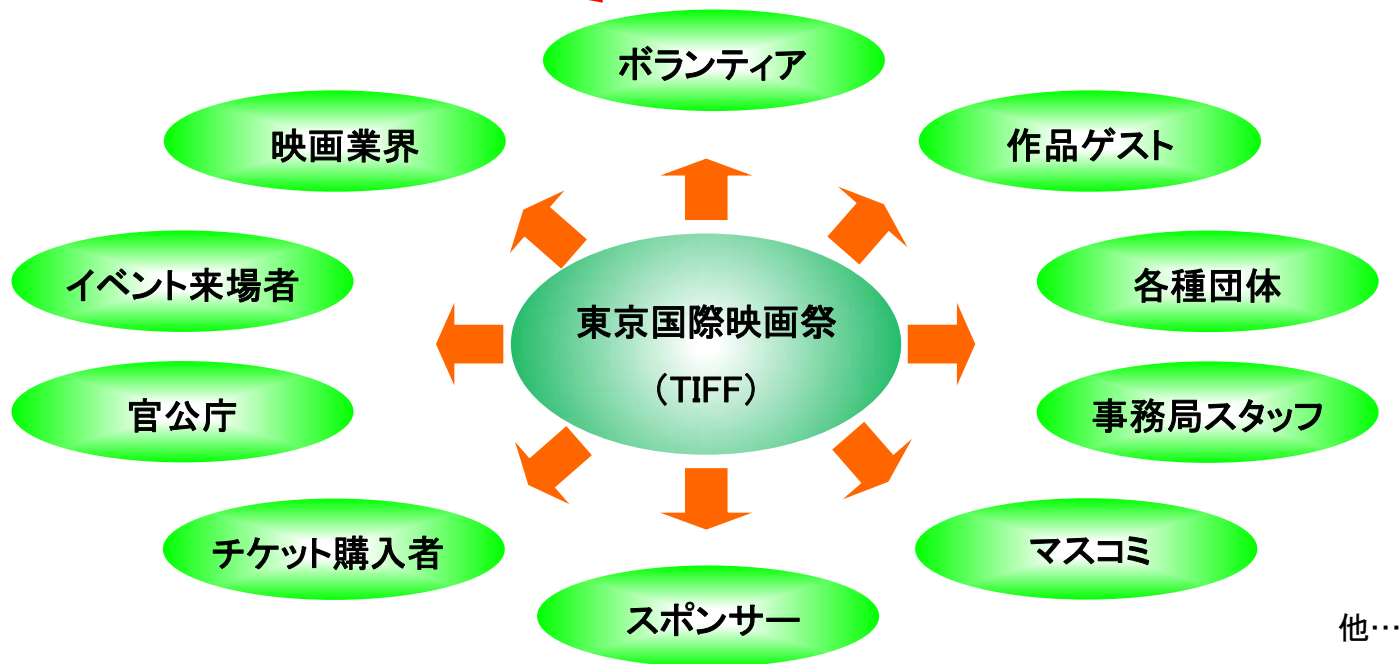 ボランティア
映画業界
作品ゲスト
イベント来場者
各種団体
東京国際映画祭
(TIFF)
官公庁
事務局スタッフ
チケット購入者
マスコミ
スポンサー
他…